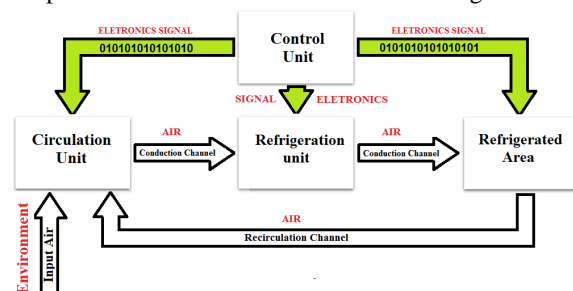 ELETRONICS SIGNAL
010101010101010
Control
Unit
ELETRONICS SIGNAL
0101010101010101
SIGNAL
ELETRONICS
Circulation
Unit
AIR
Conduction Channel
Refrigeration
unit
AIR
Conduction Channel
Refrigerated
Area
AIR
Recirculation Channel
Environment
Input Air